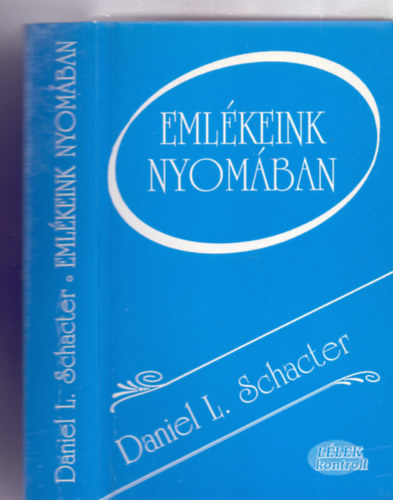 Daniel L. Schacter • EMLÉKEINK NYOMÁBAN
EMLÉKEINK
NYOMÁBAN
Daniel L. Schacter
LÉLEK
kontroll